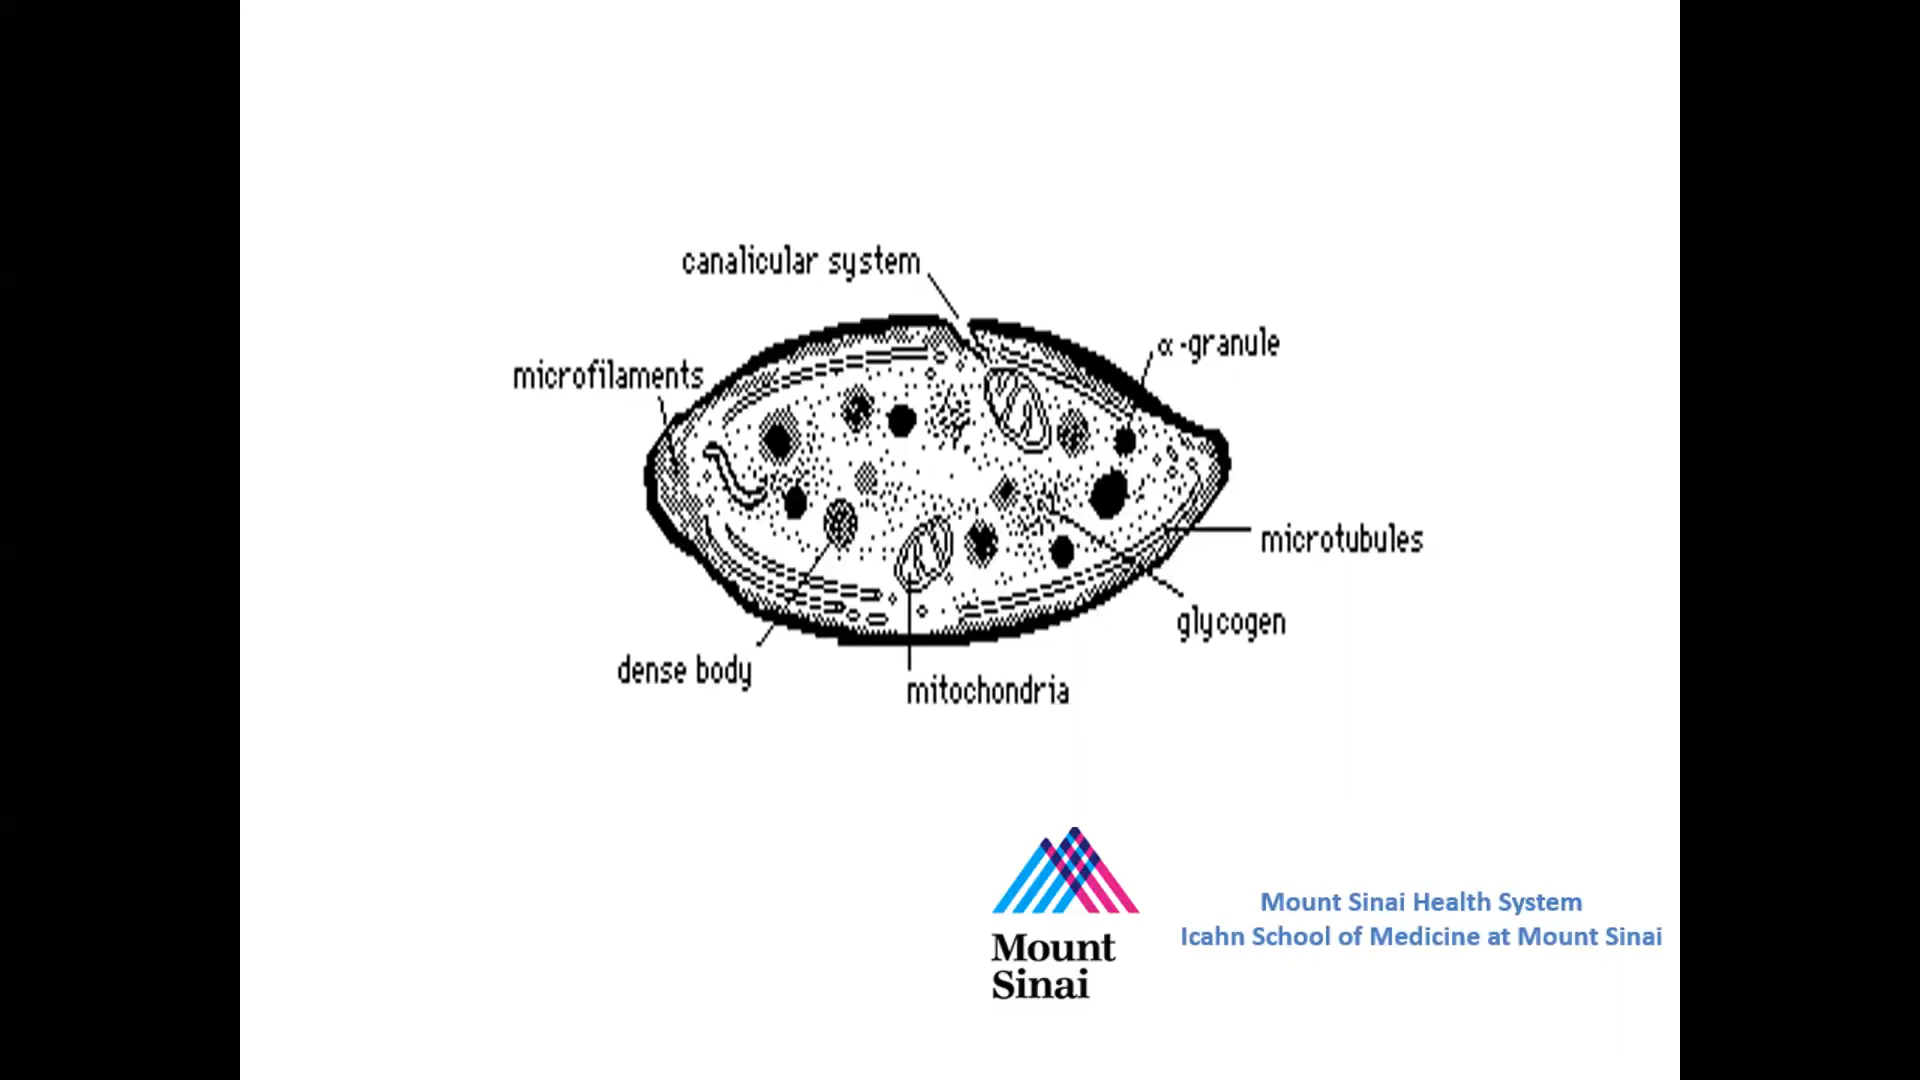 canalicular system
α-granule
microfilaments
microtubules
glycogen
dense body
mitochondria
Mount
Sinai
Mount Sinai Health System
Icahn School of Medicine at Mount Sinai